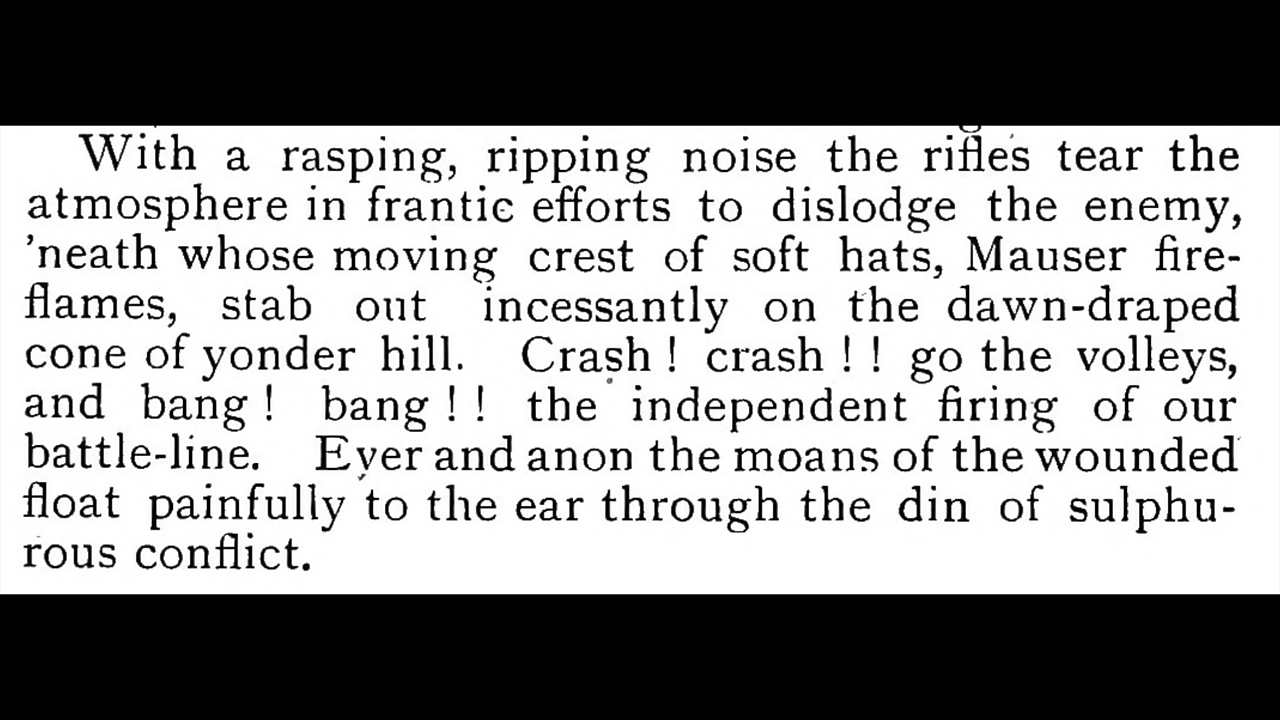 With a rasping, ripping noise the rifles tear the
atmosphere in frantic efforts to dislodge the enemy,
'neath whose moving crest of soft hats, Mauser fire-
flames, stab out incessantly on the dawn-draped
cone of yonder hill. Crash ! crash ! ! go the volleys,
and bang ! bang ! ! the independent firing of our
battle-line. Ever and anon the moans of the wounded
float painfully to the ear through the din of sulphu-
rous conflict.